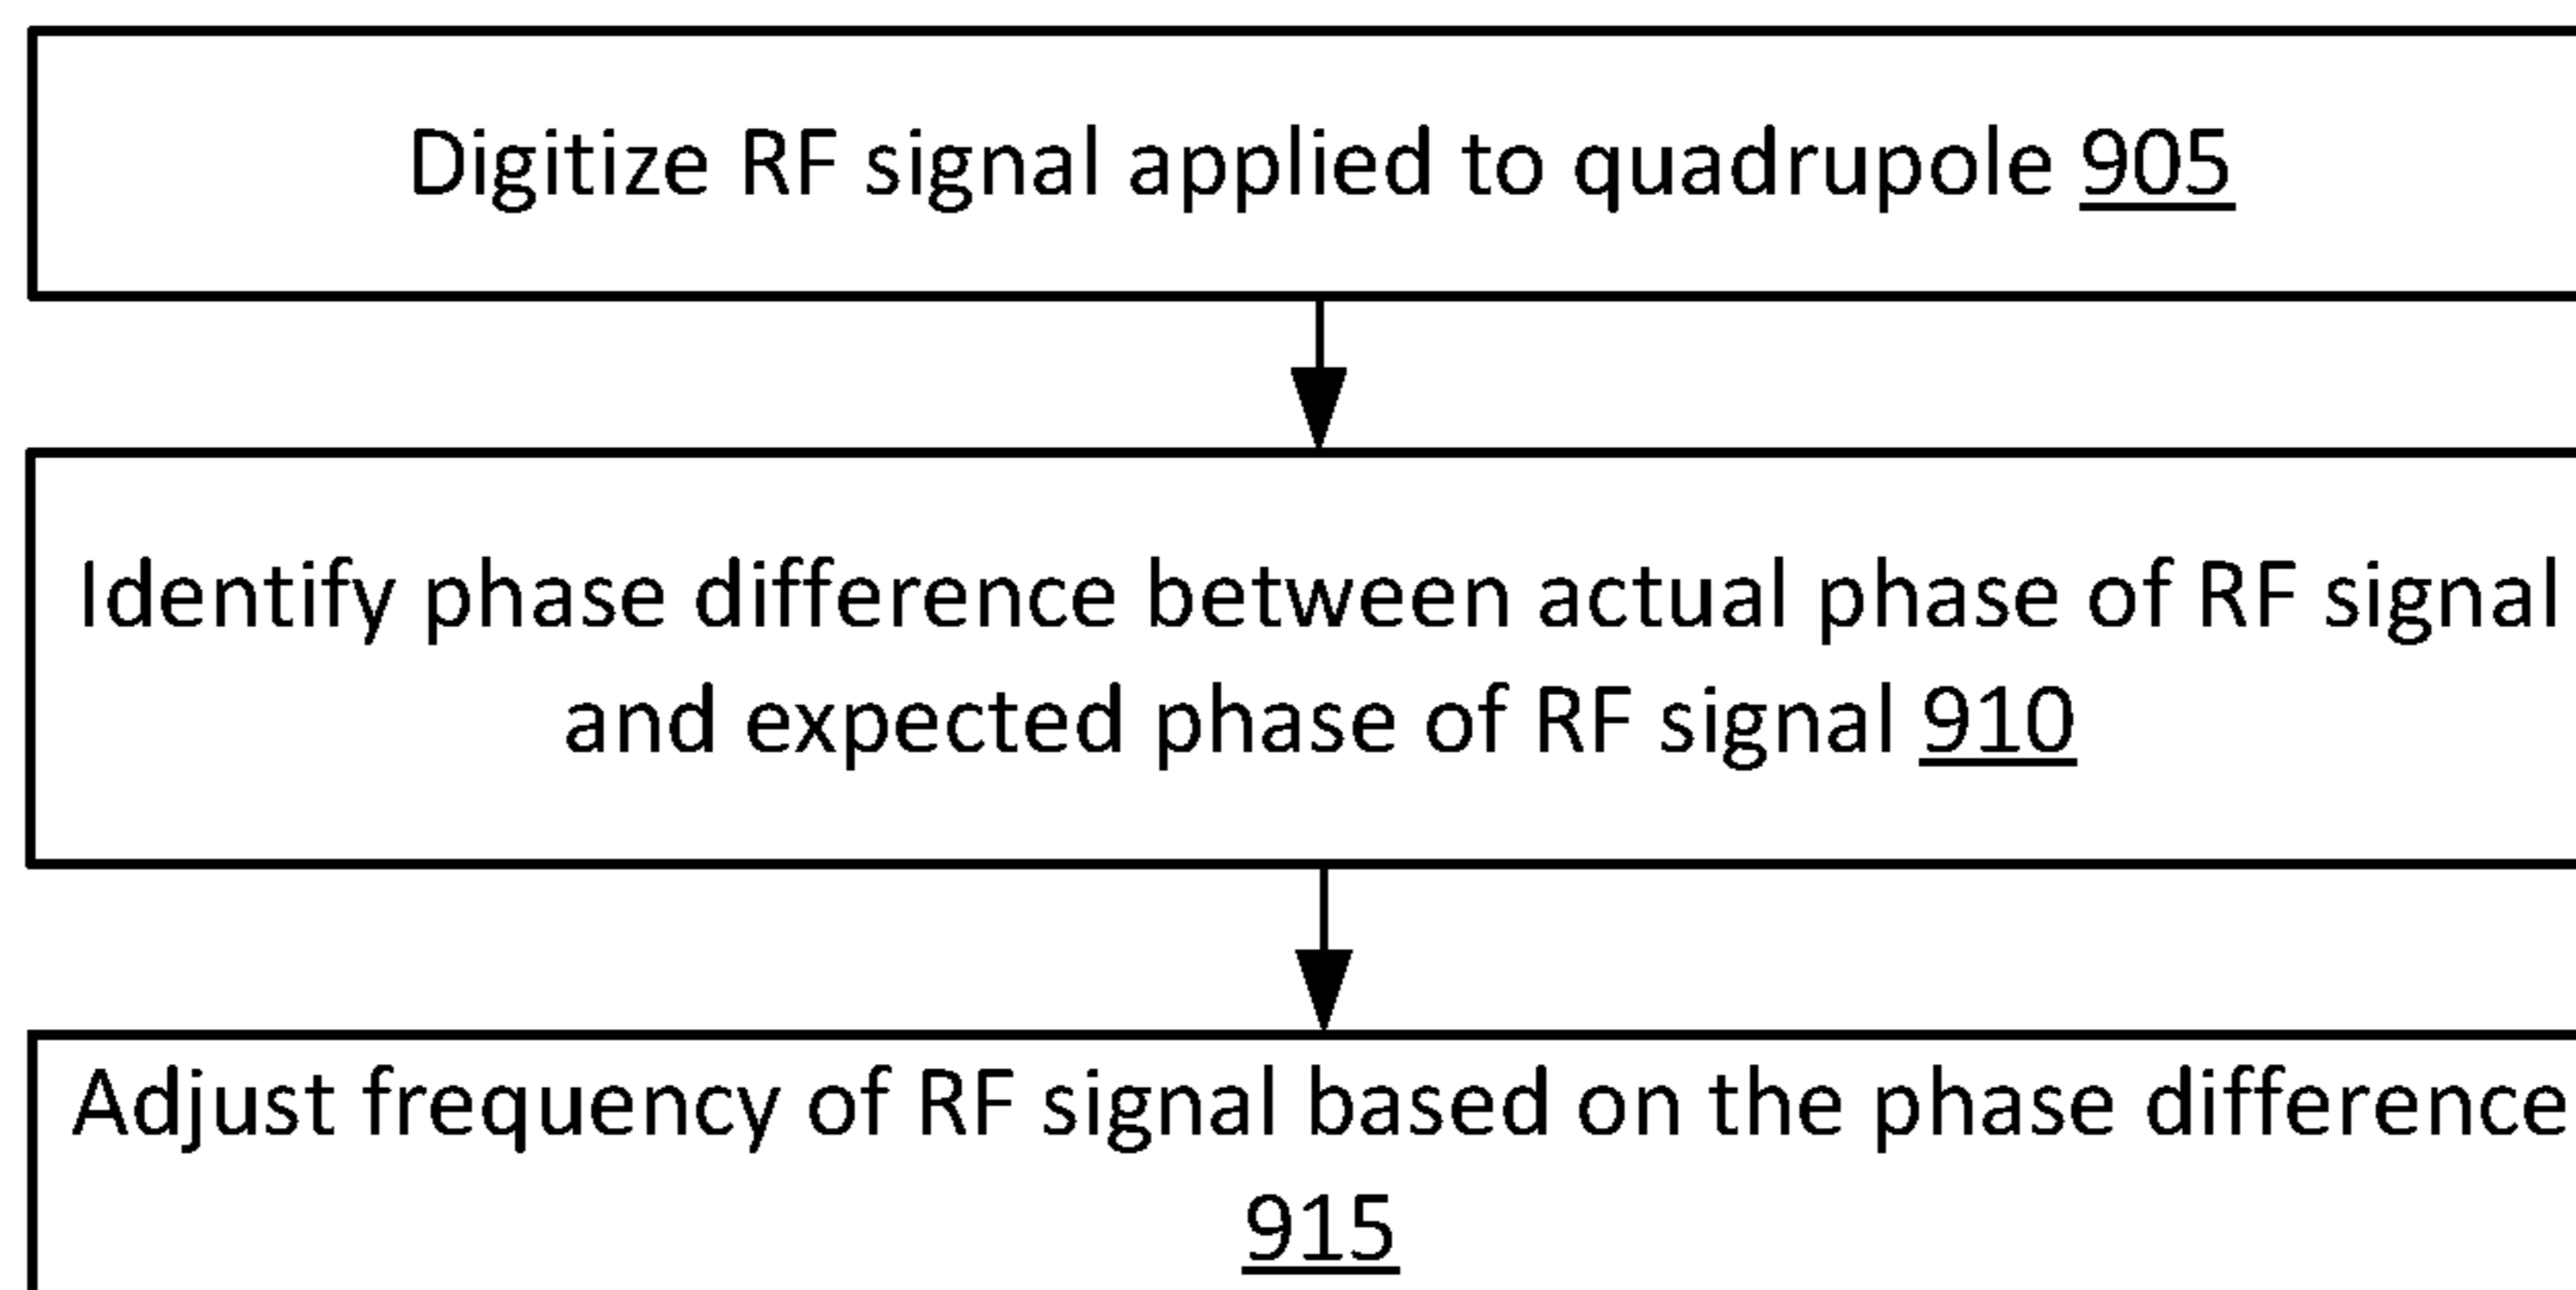 Digitize RF signal applied to quadrupole 905
Identify phase difference between actual phase of RF signal
and expected phase of RF signal 910
Adjust frequency of RF signal based on the phase difference
915